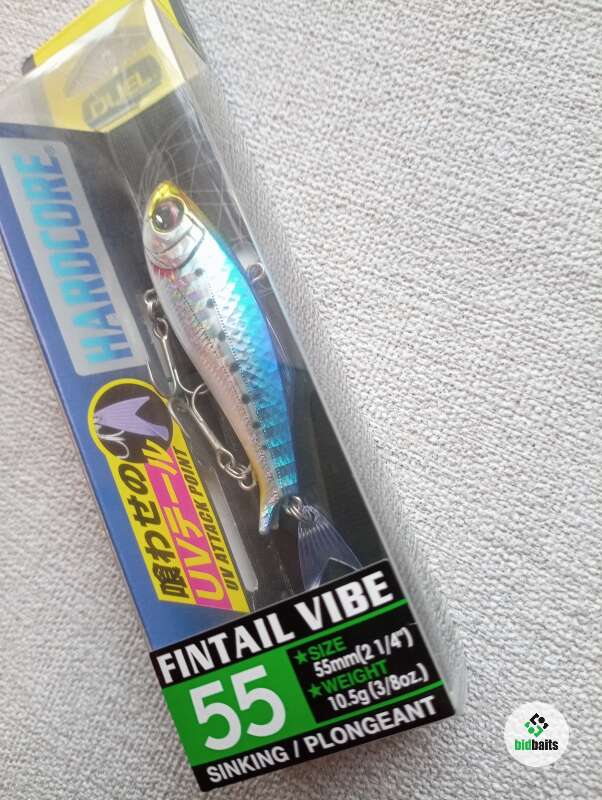 DUEL
HARDCORE®
喰わせの
UVテール
UV ATTACK POINT
FINTAIL VIBE
55
★SIZE
55mm(2 1/4")
★WEIGHT
10.5g(3/8oz.)
SINKING / PLONGEANT
bidbaits